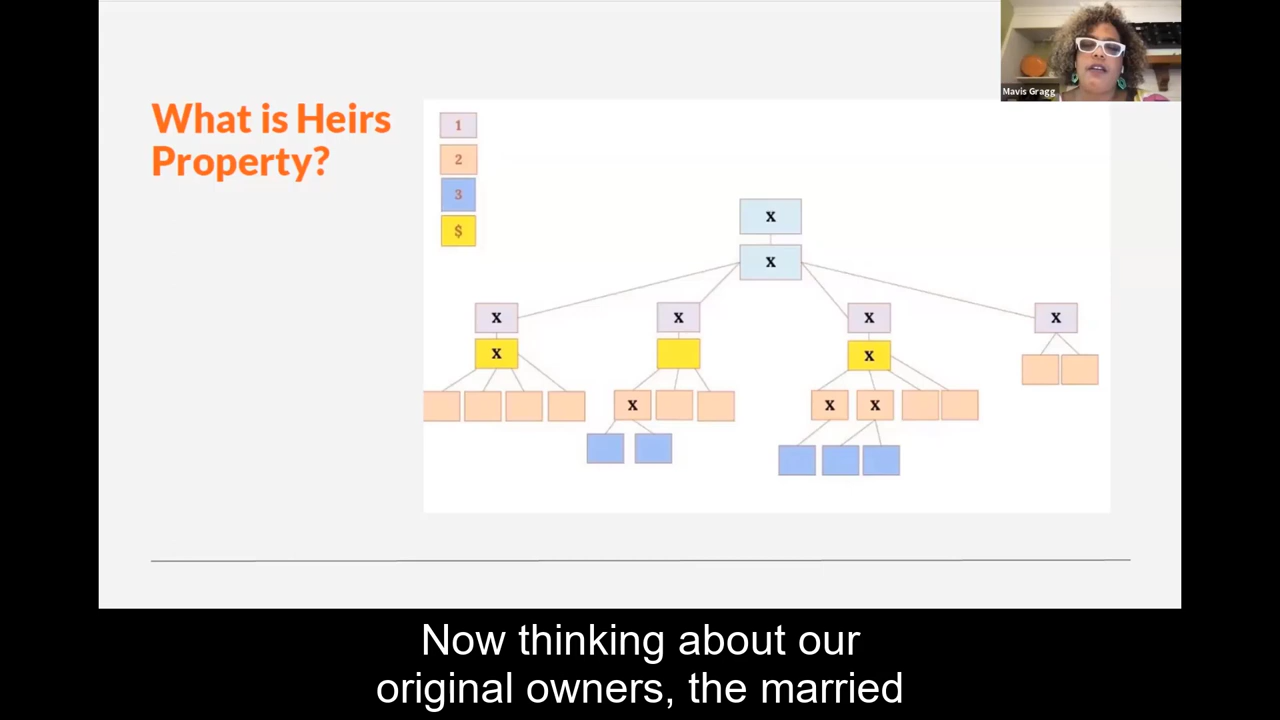 Mavis Gragg
What is Heirs
Property?
1
2
3
$
X
X
X
X
X
X
X
X
X
X
X
Now thinking about our
original owners, the married